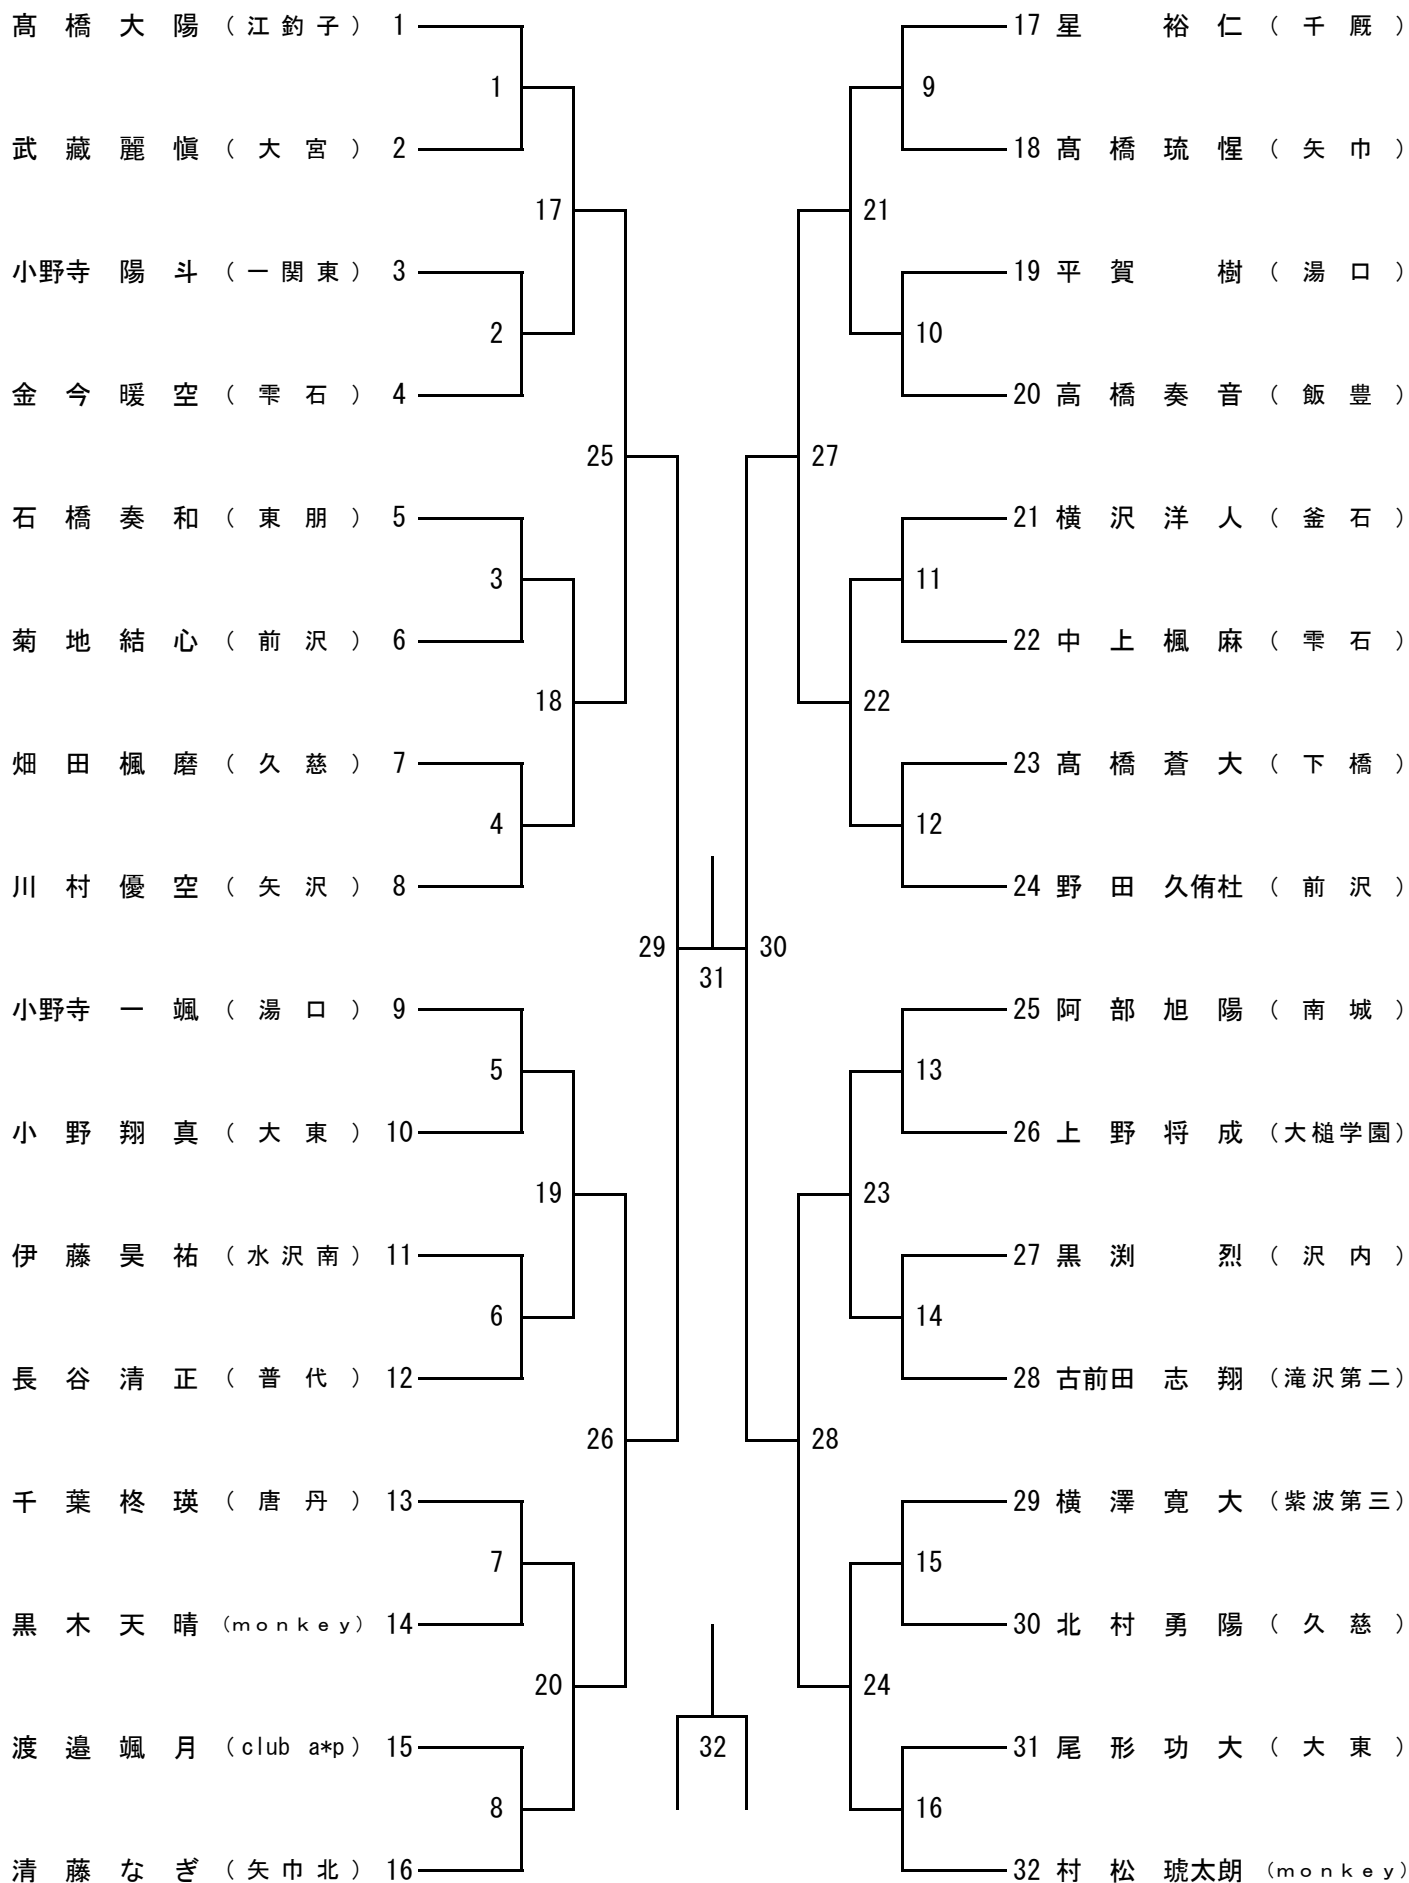 髙橋大陽 (江釣子) 1
1
武藏麗愼 (大宮) 2
17
小野寺陽斗 (一関東) 3
2
金今暖空 (雫石) 4
25
石橋奏和 (東朋) 5
3
菊地結心 (前沢) 6
18
畑田楓磨 (久慈) 7
4
川村優空 (矢沢) 8
29
小野寺一颯 (湯口) 9
5
小野翔真 (大東) 10
19
伊藤昊祐 (水沢南) 11
6
長谷清正 (普代) 12
26
千葉柊瑛 (唐丹) 13
7
黒木天晴 (monkey) 14
20
渡邉颯月 (club a*p) 15
8
清藤なぎ (矢巾北) 16
31
32
17 星裕仁 (千厩)
9
18 髙橋琉惺 (矢巾)
21
19 平賀樹 (湯口)
10
20 高橋奏音 (飯豊)
27
21 横沢洋人 (釜石)
11
22 中上楓麻 (雫石)
22
23 髙橋蒼大 (下橋)
12
24 野田久侑杜 (前沢)
30
25 阿部旭陽 (南城)
13
26 上野将成 (大槌学園)
23
27 黒渕烈 (沢内)
14
28 古前田志翔 (滝沢第二)
28
29 横澤寛大 (紫波第三)
15
30 北村勇陽 (久慈)
24
31 尾形功大 (大東)
16
32 村松琥太朗 (monkey)